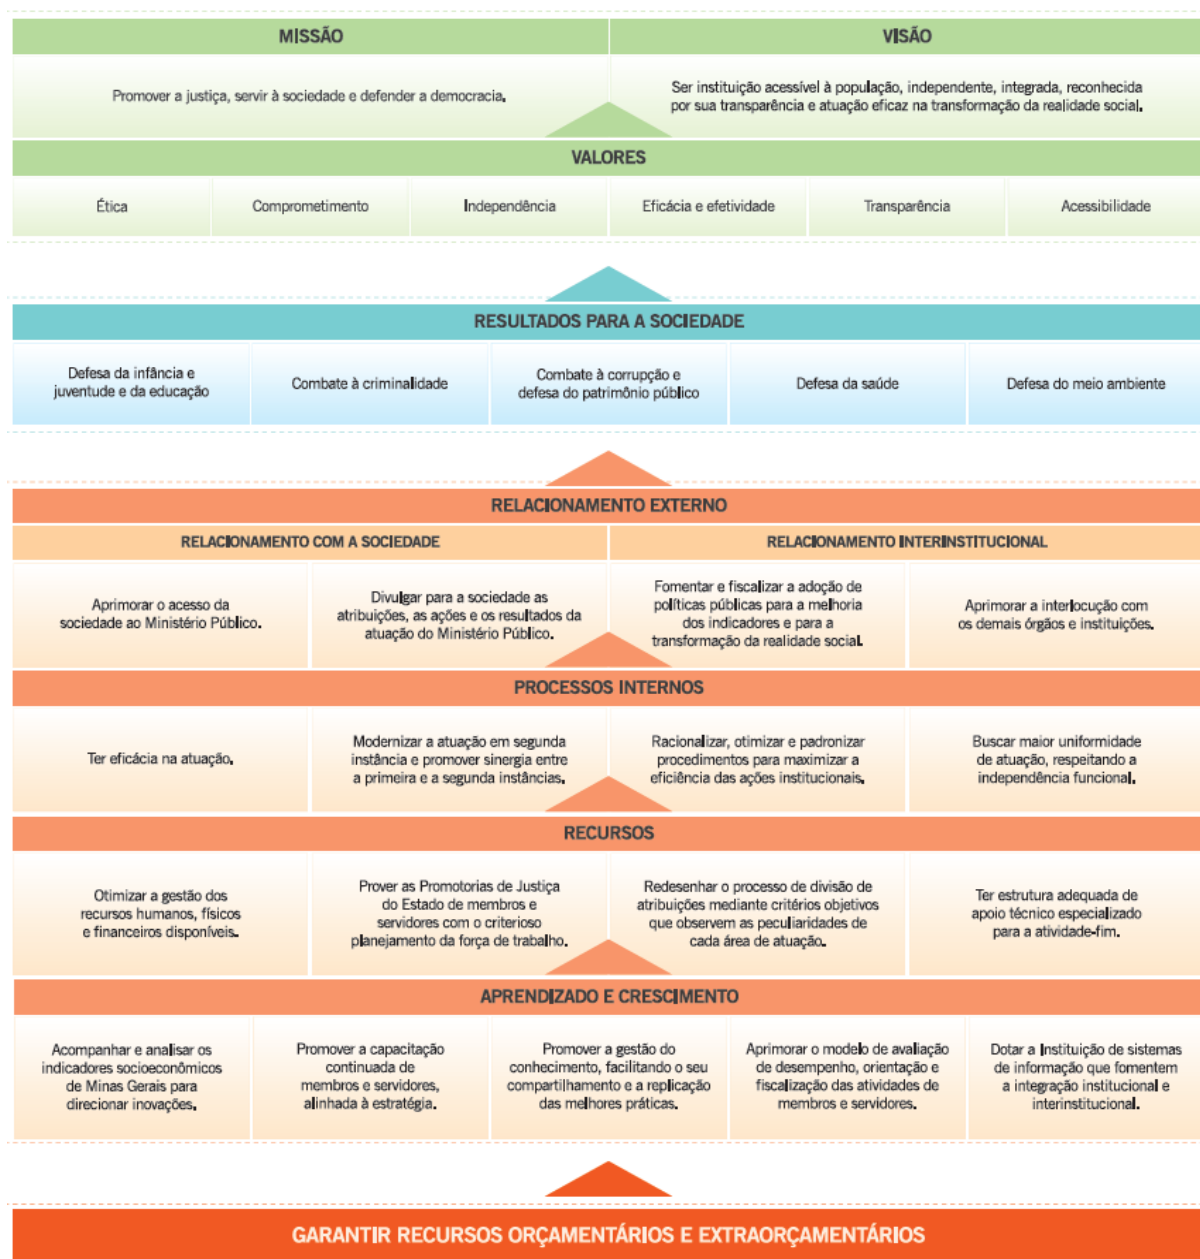 MISSÃO
VISÃO
Promover a justiça, servir à sociedade e defender a democracia.
Ser instituição acessível à população, independente, integrada, reconhecida
por sua transparência e atuação eficaz na transformação da realidade social.
VALORES
Ética
Comprometimento
Independência
Eficácia e efetividade
Transparência
Acessibilidade
RESULTADOS PARA A SOCIEDADE
Defesa da infância e
juventude e da educação
Combate à criminalidade
Combate à corrupção e
defesa do patrimônio público
Defesa da saúde
Defesa do meio ambiente
RELACIONAMENTO EXTERNO
RELACIONAMENTO COM A SOCIEDADE
RELACIONAMENTO INTERINSTITUCIONAL
Aprimorar o acesso da
sociedade ao Ministério Público.
Divulgar para a sociedade as
atribuições, as ações e os resultados da
atuação do Ministério Público.
Fomentar e fiscalizar a adoção de
políticas públicas para a melhoria
dos indicadores e para a
transformação da realidade social.
Aprimorar a interlocução com
os demais órgãos e instituições.
PROCESSOS INTERNOS
Ter eficácia na atuação.
Modernizar a atuação em segunda
instância e promover sinergia entre
a primeira e a segunda instâncias.
Racionalizar, otimizar e padronizar
procedimentos para maximizar a
eficiência das ações institucionais.
Buscar maior uniformidade
de atuação, respeitando a
independência funcional.
RECURSOS
Otimizar a gestão dos
recursos humanos, físicos
e financeiros disponíveis.
Prover as Promotorias de Justiça
do Estado de membros e
servidores com o criterioso
planejamento da força de trabalho.
Redesenhar o processo de divisão de
atribuições mediante critérios objetivos
que observem as peculiaridades de
cada área de atuação.
Ter estrutura adequada de
apoio técnico especializado
para a atividade-fim.
APRENDIZADO E CRESCIMENTO
Acompanhar e analisar os
indicadores socioeconômicos
de Minas Gerais para
direcionar inovações.
Promover a capacitação
continuada de
membros e servidores,
alinhada à estratégia.
Promover a gestão do
conhecimento, facilitando o seu
compartilhamento e a replicação
das melhores práticas.
Aprimorar o modelo de avaliação
de desempenho, orientação e
fiscalização das atividades de
membros e servidores.
Dotar a Instituição de sistemas
de informação que fomentem
a integração institucional e
interinstitucional.
GARANTIR RECURSOS ORÇAMENTÁRIOS E EXTRAORÇAMENTÁRIOS